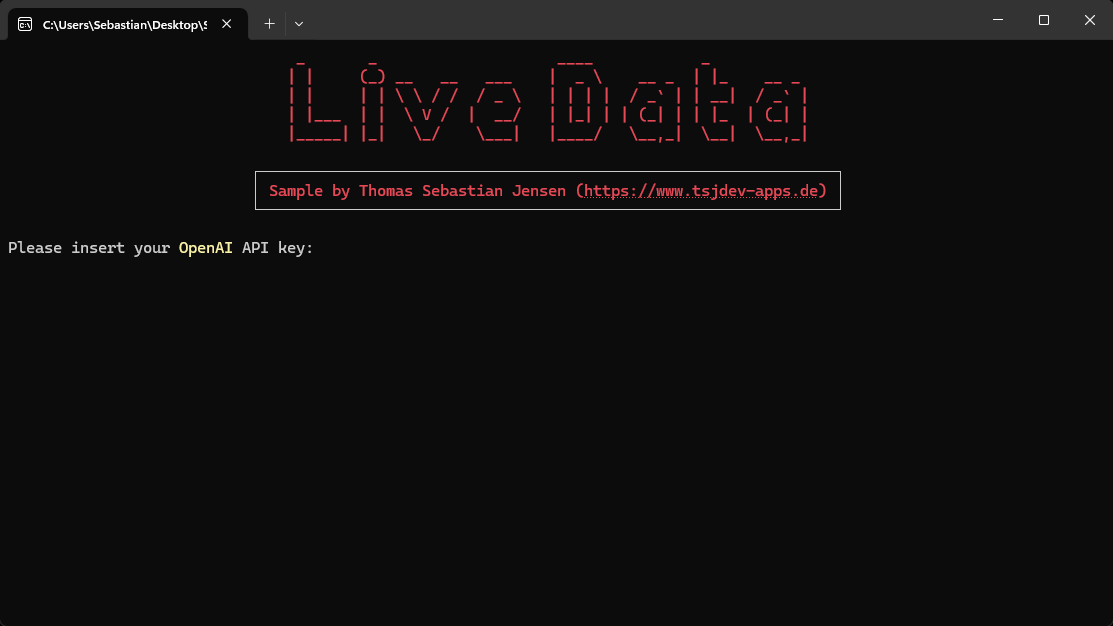 C:\Users\Sebastian\Desktop\S
Live Data
Sample by Thomas Sebastian Jensen (https://www.tsjdev-apps.de)
Please insert your OpenAI API key: